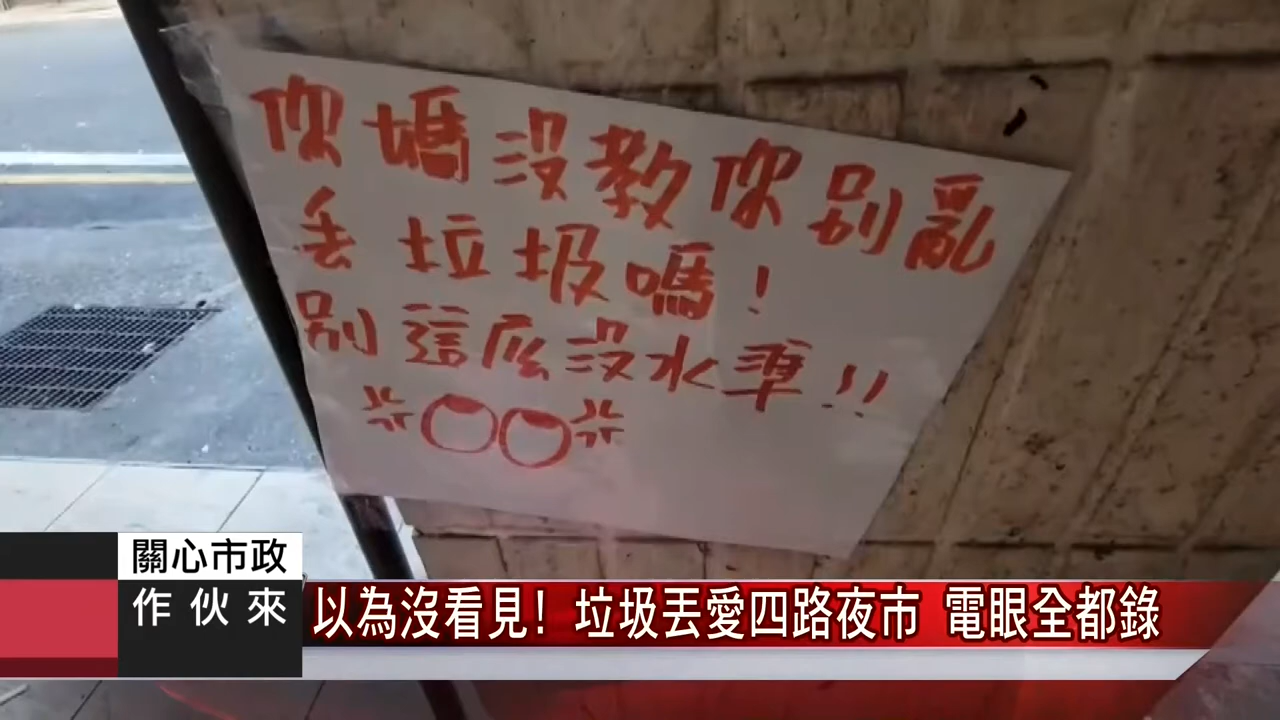 你媽沒教你別亂
丟垃圾嗎!
別這底沒水準!!
關心市政
作伙來
以為沒看見! 垃圾丟愛四路夜市 電眼全都錄